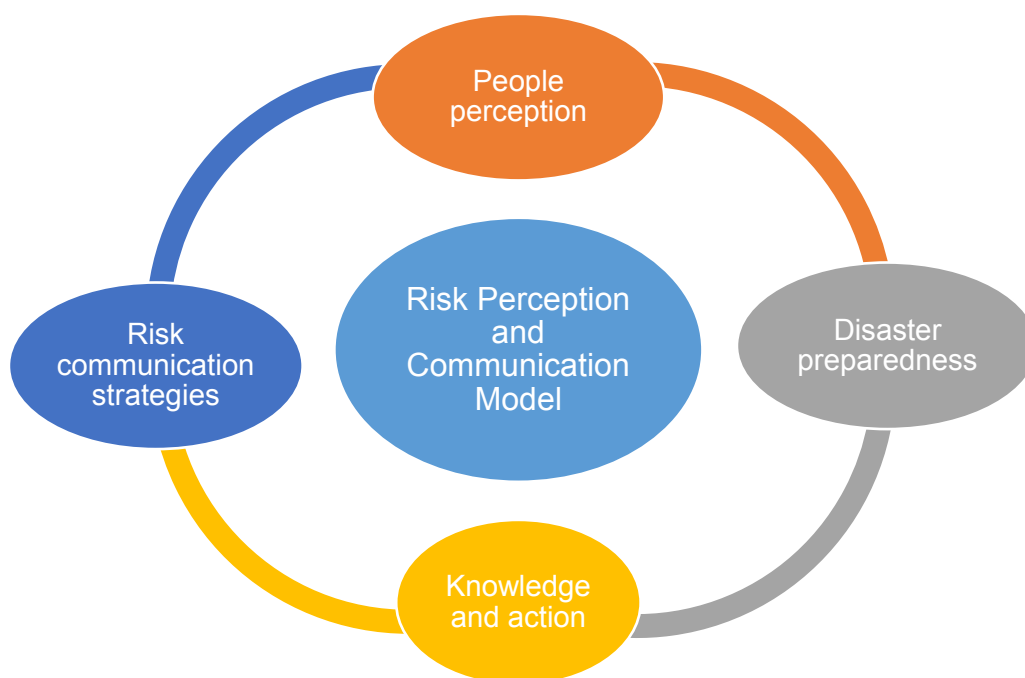 People
perception
Risk Perception
and
Communication
Model
Disaster
preparedness
Risk
communication
strategies
Knowledge
and action